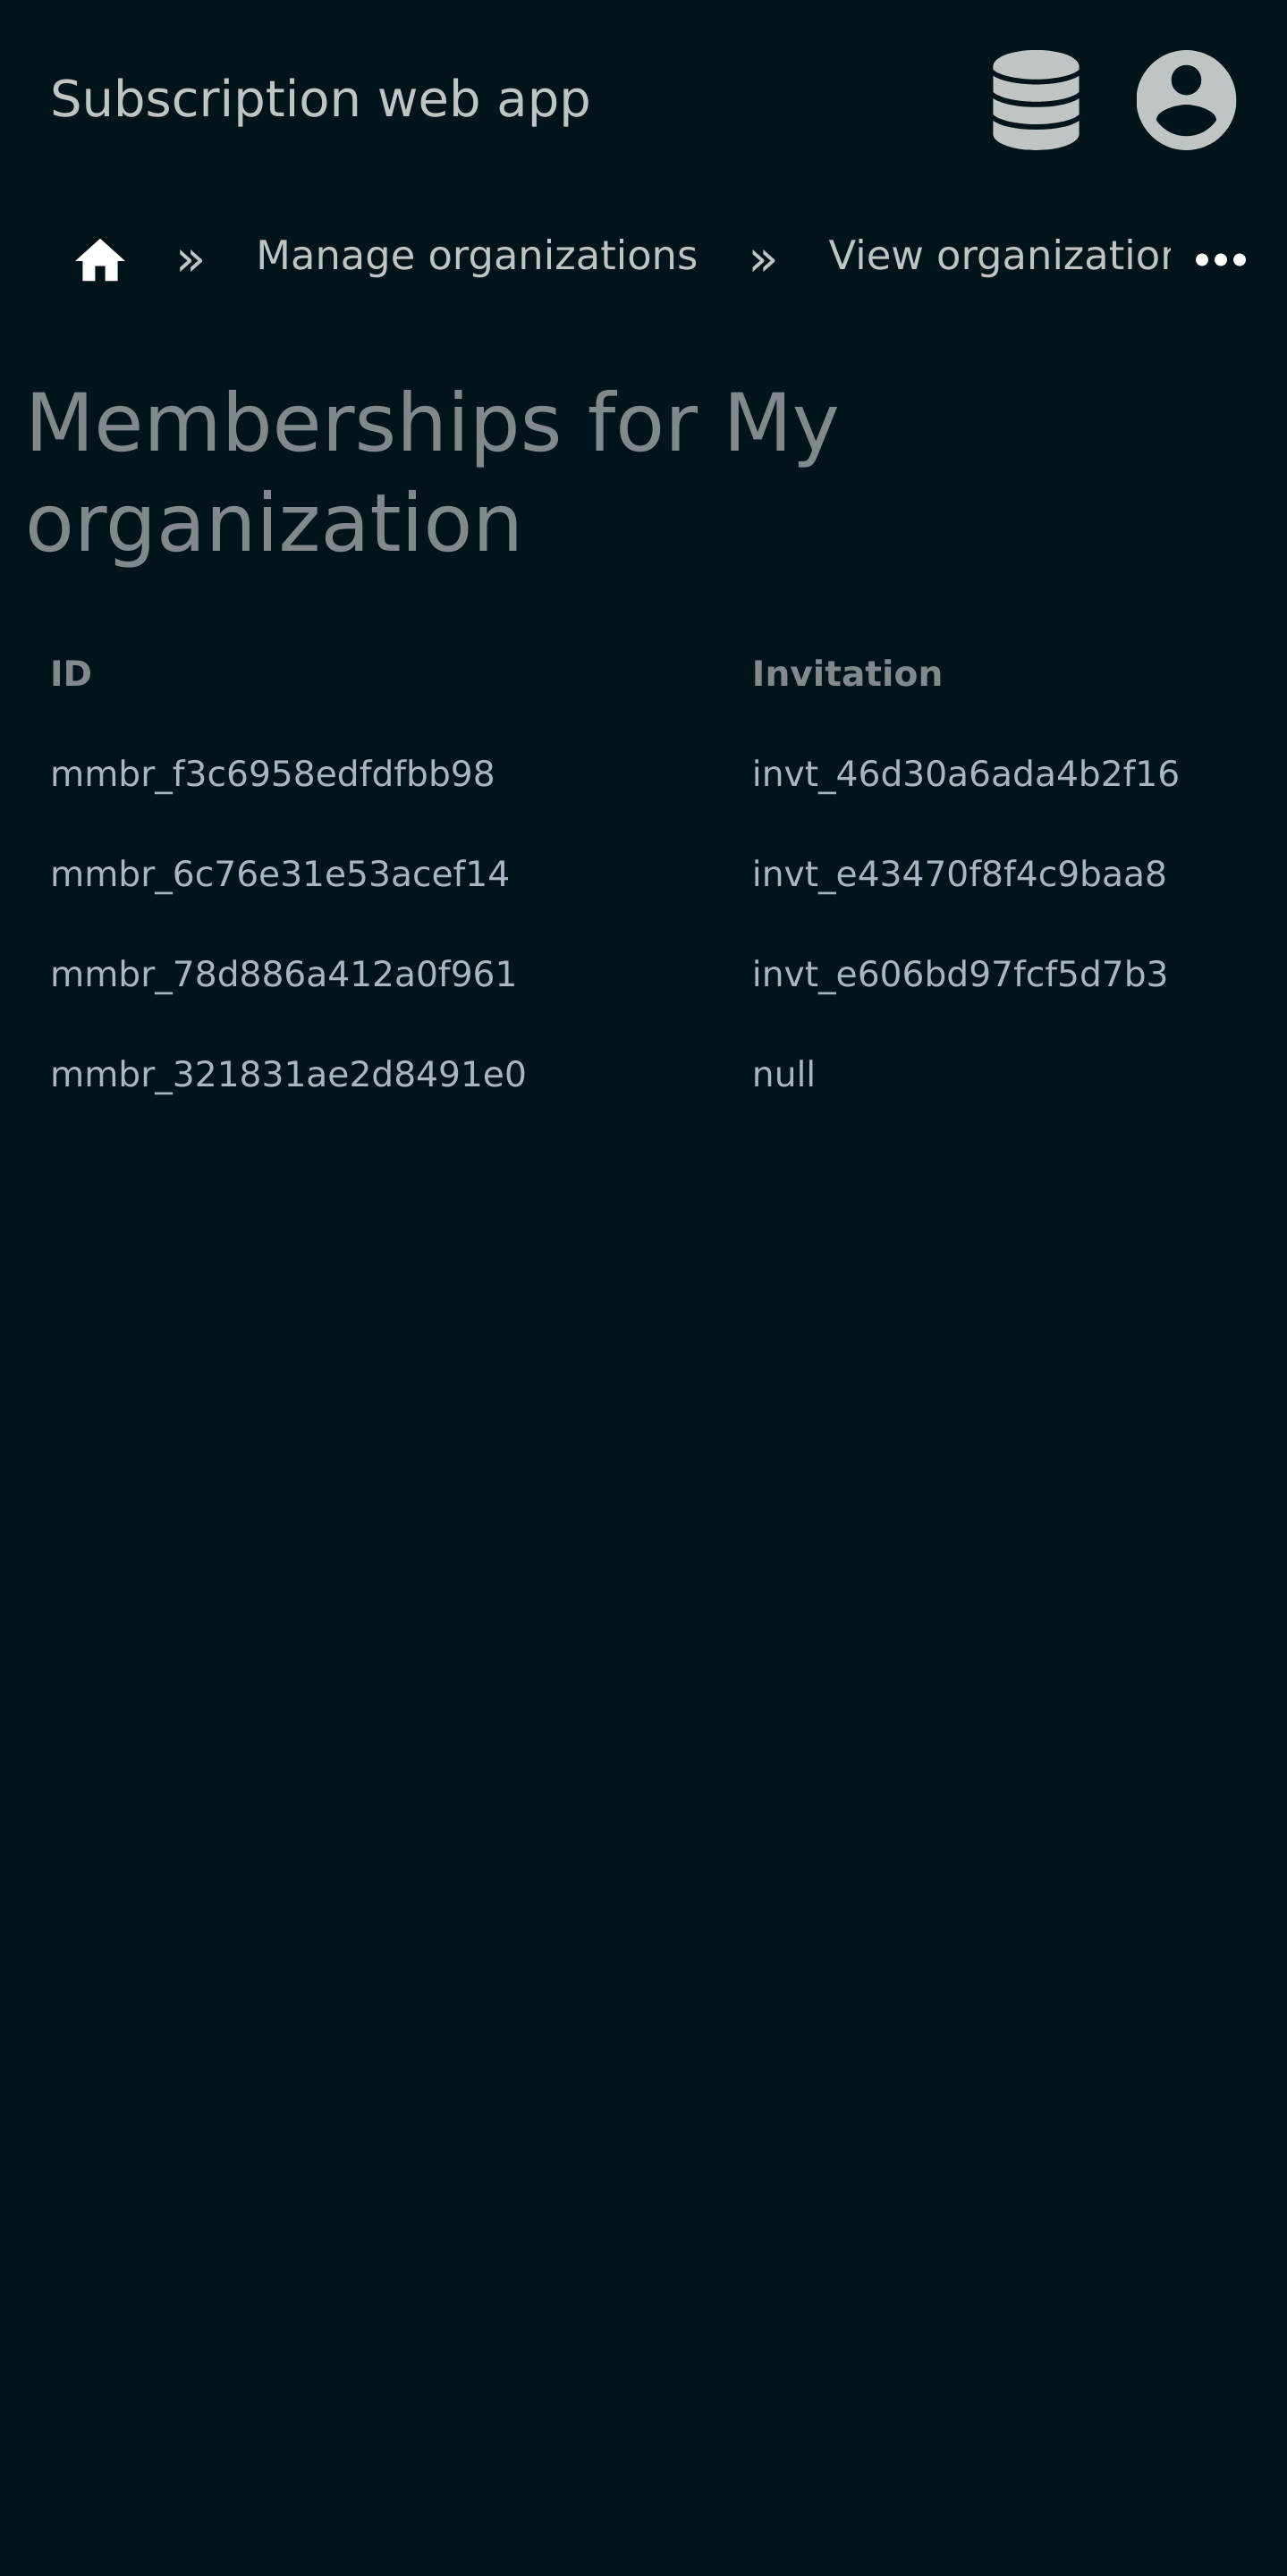 Subscription web app
» Manage organizations » View organization
Memberships for My
organization
ID Invitation
mmbr_f3c6958edfdfbb98 invt_46d30a6ada4b2f16
mmbr_6c76e31e53acef14 invt_e43470f8f4c9baa8
mmbr_78d886a412a0f961 invt_e606bd97fcf5d7b3
mmbr_321831ae2d8491e0 null